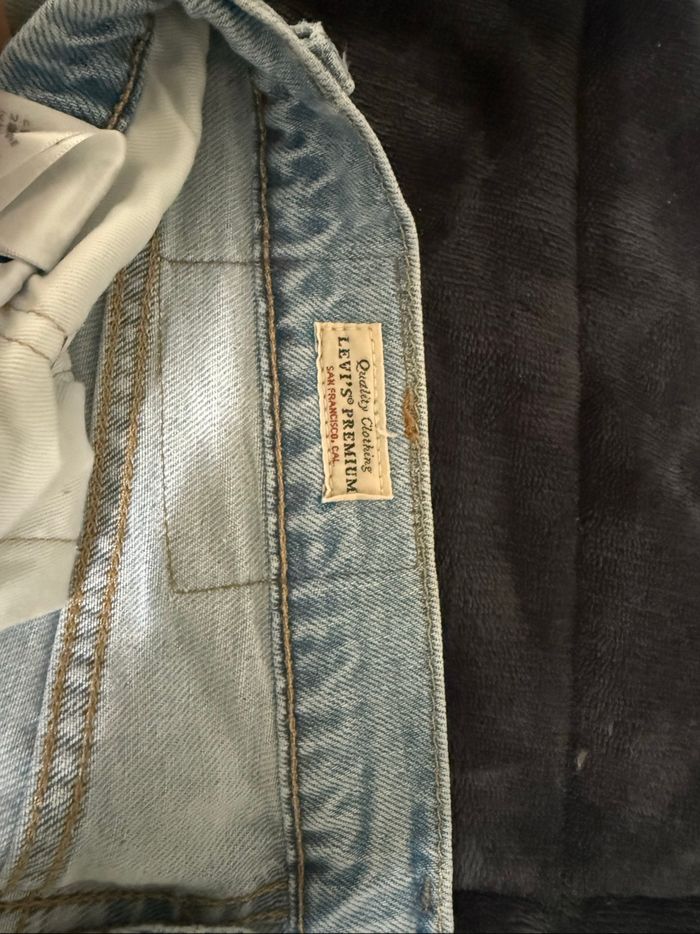 Quality Clothing
LEVI'S® PREMIUM
SAN FRANCISCO, CAL